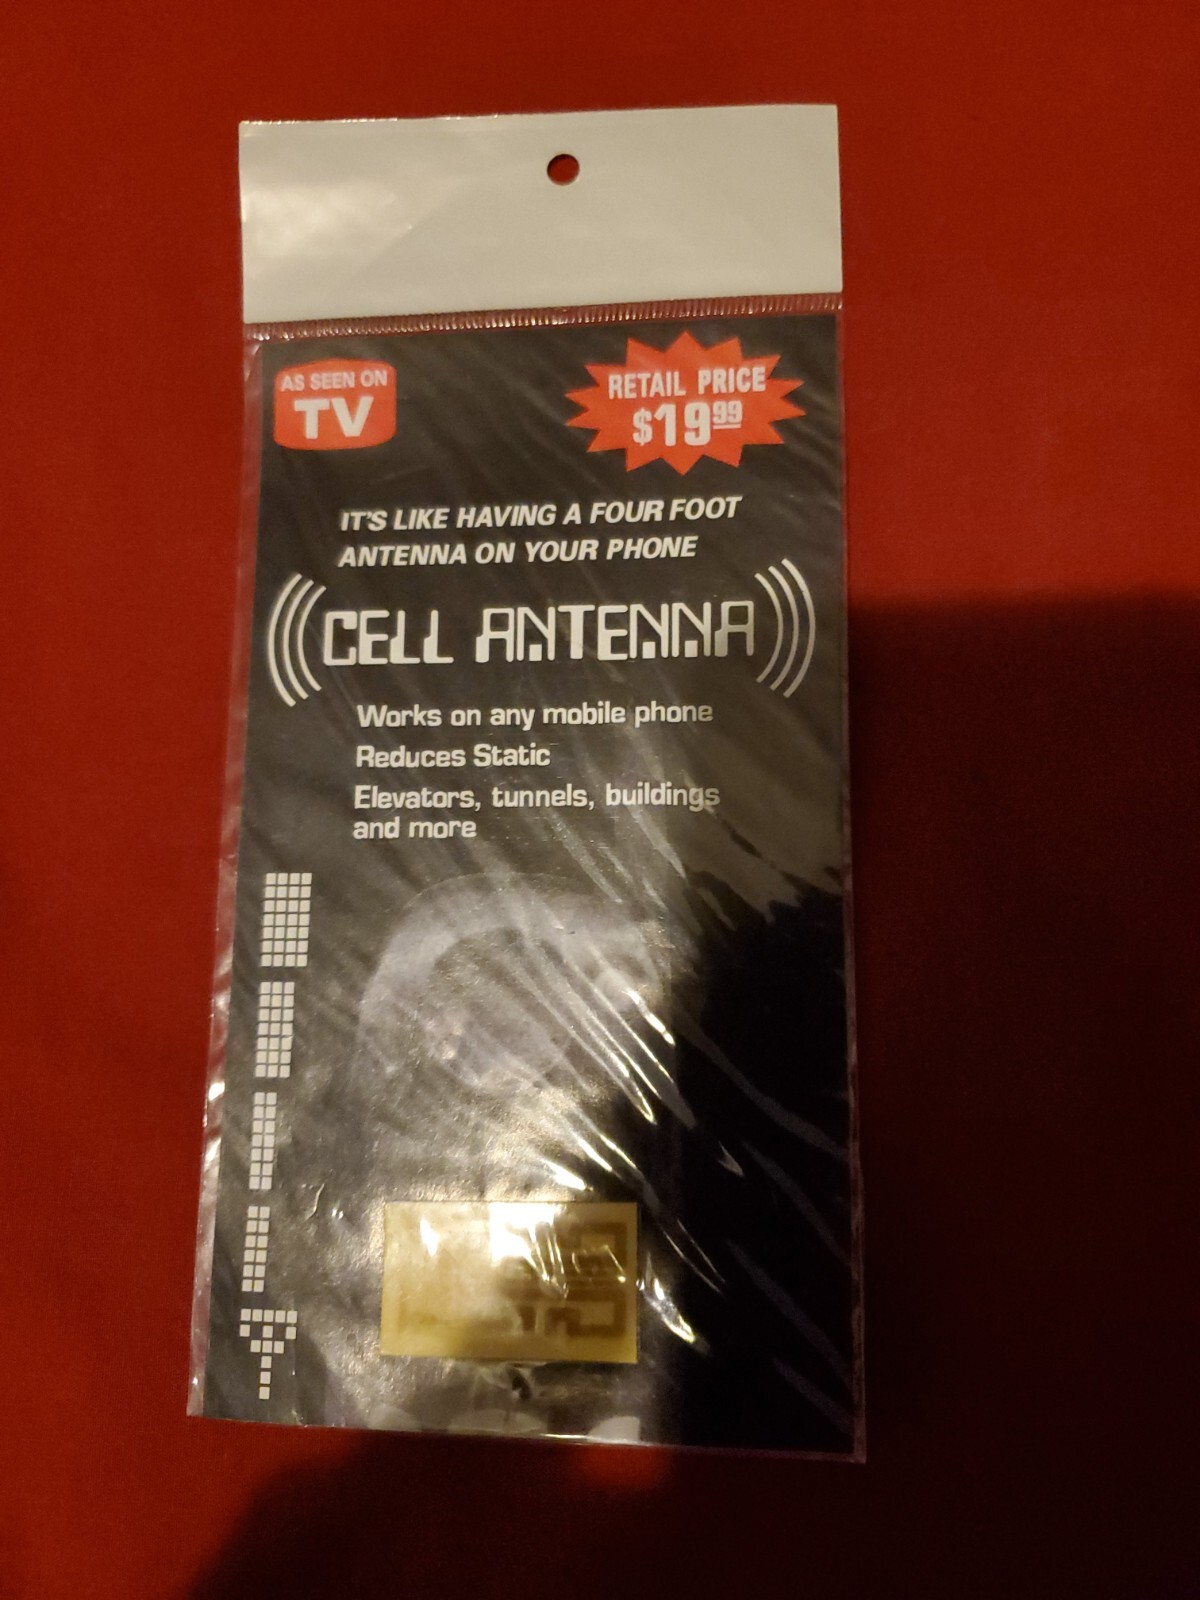 AS SEEN ON
TV
RETAIL PRICE
$19.99
IT'S LIKE HAVING A FOUR FOOT
ANTENNA ON YOUR PHONE
CELL ANTENNA
Works on any mobile phone
Reduces Static
Elevators, tunnels, buildings
and more